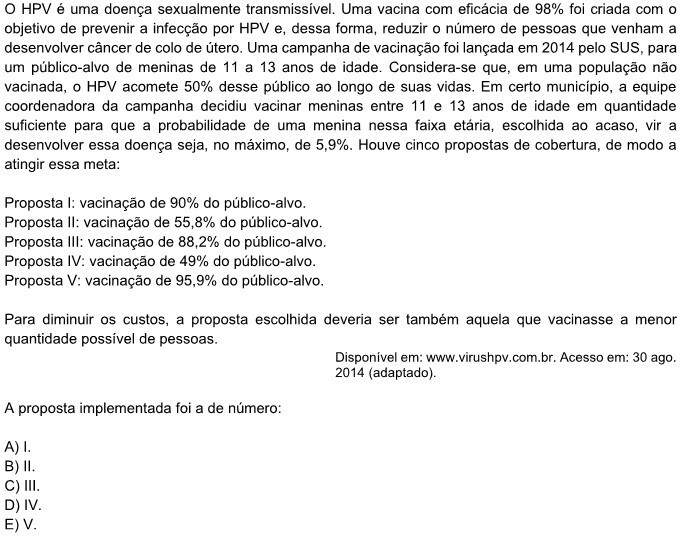 O HPV é uma doença sexualmente transmissível. Uma vacina com eficácia de 98% foi criada com o
objetivo de prevenir a infecção por HPV e, dessa forma, reduzir o número de pessoas que venham a
desenvolver câncer de colo de útero. Uma campanha de vacinação foi lançada em 2014 pelo SUS, para
um público-alvo de meninas de 11 a 13 anos de idade. Considera-se que, em uma população não
vacinada, o HPV acomete 50% desse público ao longo de suas vidas. Em certo município, a equipe
coordenadora da campanha decidiu vacinar meninas entre 11 e 13 anos de idade em quantidade
suficiente para que a probabilidade de uma menina nessa faixa etária, escolhida ao acaso, vir a
desenvolver essa doença seja, no máximo, de 5,9%. Houve cinco propostas de cobertura, de modo a
atingir essa meta:
Proposta I: vacinação de 90% do público-alvo.
Proposta II: vacinação de 55,8% do público-alvo.
Proposta III: vacinação de 88,2% do público-alvo.
Proposta IV: vacinação de 49% do público-alvo.
Proposta V: vacinação de 95,9% do público-alvo.
Para diminuir os custos, a proposta escolhida deveria ser também aquela que vacinasse a menor
quantidade possível de pessoas.
Disponível em: www.virushpv.com.br. Acesso em: 30 ago.
2014 (adaptado).
A proposta implementada foi a de número:
A) I.
B) II.
C) III.
D) IV.
E) V.